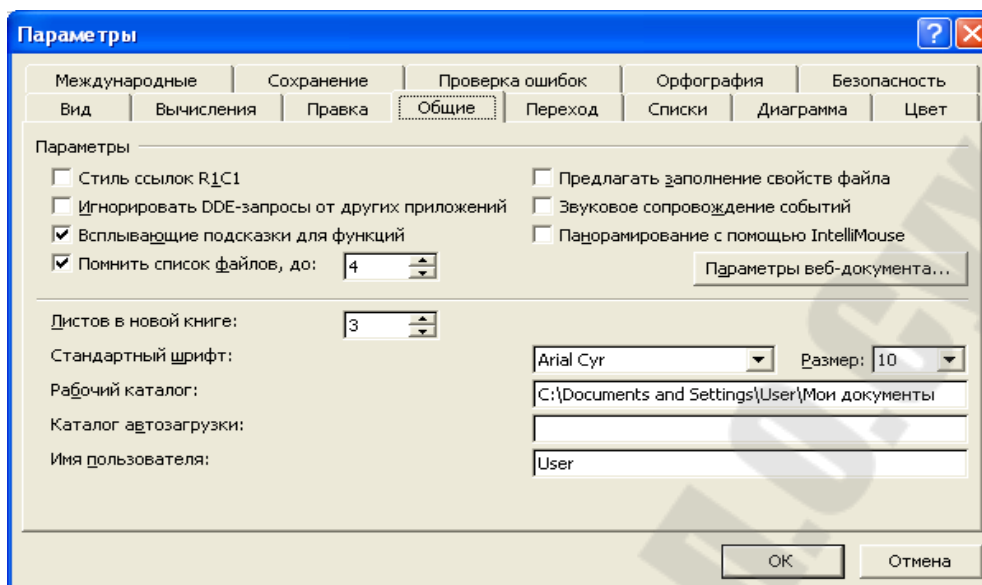 Параметры
Международные Сохранение Проверка ошибок Орфография Безопасность
Вид Вычисления Правка Общие Переход Списки Диаграмма Цвет
Параметры
Стиль ссылок R1C1 Предлагать заполнение свойств файла
Игнорировать DDE-запросы от других приложений Звуковое сопровождение событий
Всплывающие подсказки для функций Панорамирование с помощью IntelliMouse
Помнить список файлов, до: 4 Параметры веб-документа...
Листов в новой книге: 3
Стандартный шрифт: Arial Cyr Размер: 10
Рабочий каталог: C:\Documents and Settings\User\Мои документы
Каталог автозагрузки:
Имя пользователя: User
ОК Отмена